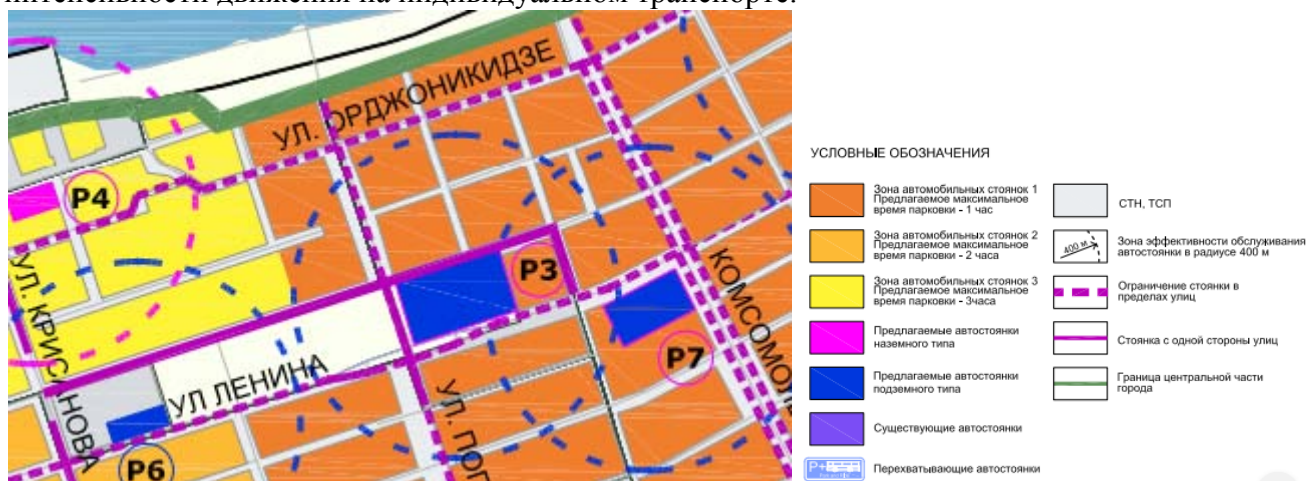 интенсивности движения на индивидуальном транспорте.
УЛ. ОРДЖОНИКИДЗЕ
P4
P3
УЛ. КРИСАНОВА
КОМСОМОЛЬ
P7
УЛ ЛЕНИНА
УЛ. ПОП
P6
УСЛОВНЫЕ ОБОЗНАЧЕНИЯ
Зона автомобильных стоянок 1
Предлагаемое максимальное
время парковки - 1 час
Зона автомобильных стоянок 2
Предлагаемое максимальное
время парковки - 2 часа
Зона автомобильных стоянок 3
Предлагаемое максимальное
время парковки - 3часа
Предлагаемые автостоянки
наземного типа
Предлагаемые автостоянки
подземного типа
Существующие автостоянки
Перехватывающие автостоянки
СТН, ТСП
400 м
Зона эффективности обслуживания
автостоянки в радиусе 400 м
Ограничение стоянки в
пределах улиц
Стоянка с одной стороны улиц
Граница центральной части
города